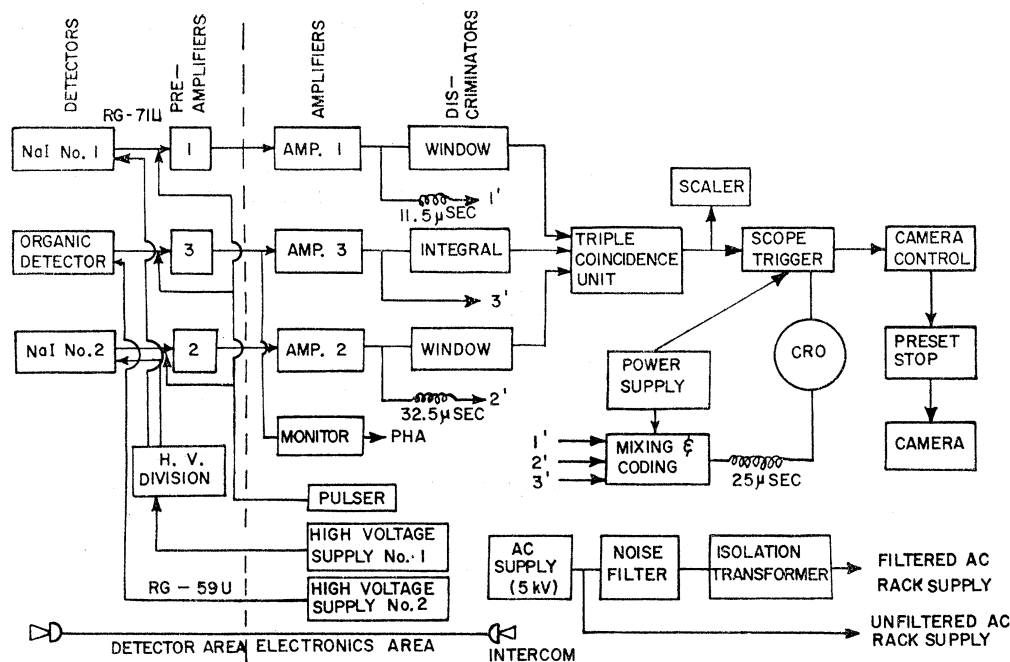 DETECTORS
PRE-
AMPLIFIERS
AMPLIFIERS
DIS-
CRIMINATORS
RG-71U
NaI No.1
1
AMP. 1
WINDOW
1'
11.5 µSEC
SCALER
ORGANIC
DETECTOR
3
AMP. 3
INTEGRAL
3'
TRIPLE
COINCIDENCE
UNIT
SCOPE
TRIGGER
CAMERA
CONTROL
NaI No.2
2
AMP. 2
WINDOW
2'
32.5 µSEC
POWER
SUPPLY
CRO
PRESET
STOP
MONITOR
PHA
1'
2'
3'
MIXING &
CODING
25 µSEC
CAMERA
H. V.
DIVISION
PULSER
HIGH VOLTAGE
SUPPLY No. 1
RG - 59U
HIGH VOLTAGE
SUPPLY No.2
AC
SUPPLY
(5 kV)
NOISE
FILTER
ISOLATION
TRANSFORMER
FILTERED AC
RACK SUPPLY
UNFILTERED AC
RACK SUPPLY
DETECTOR AREA
ELECTRONICS AREA
INTERCOM